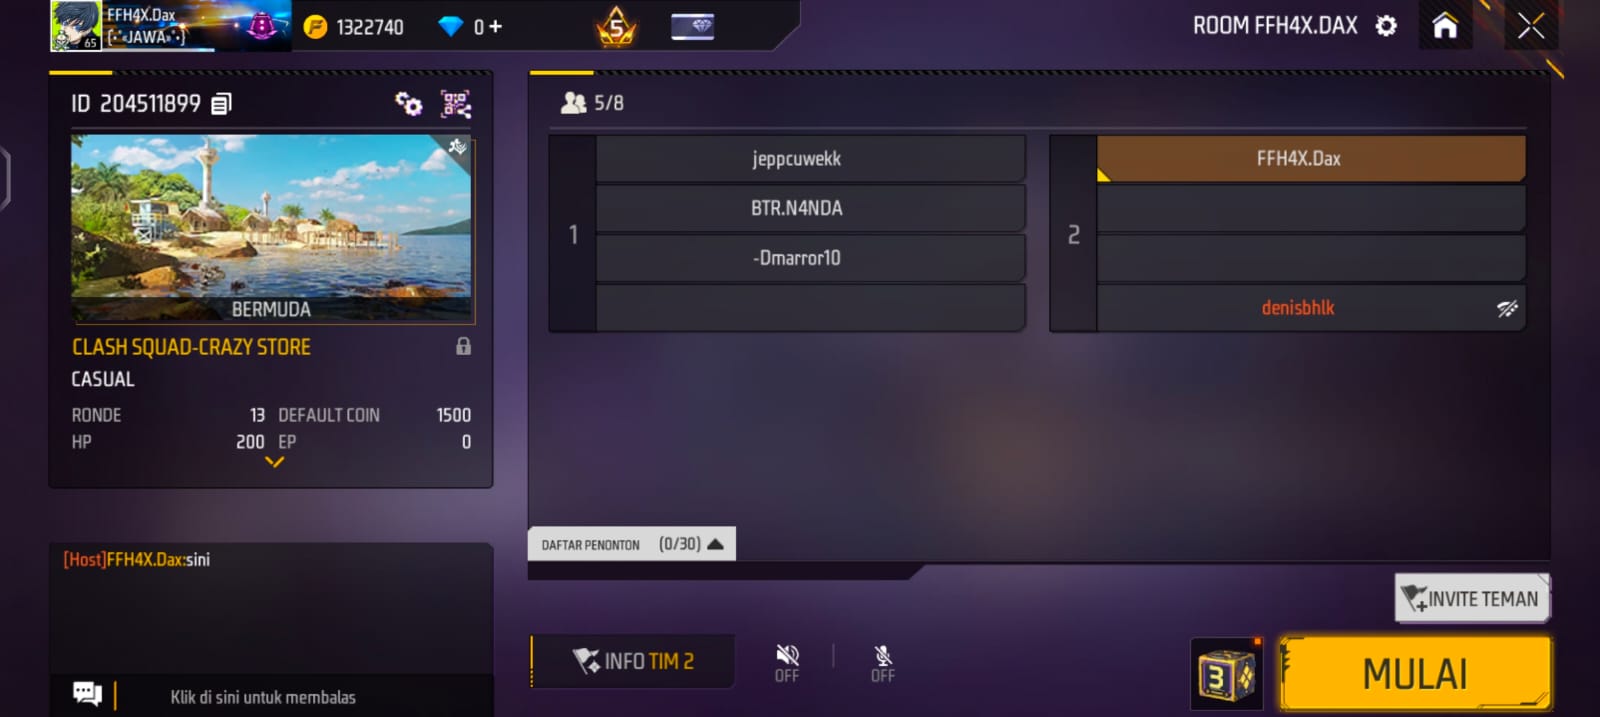 FFH4X.Dax
65
[·°«JAWA»°·]
1322740
0 +
5
ROOM FFH4X.DAX
ID 204511899
BERMUDA
CLASH SQUAD-CRAZY STORE
CASUAL
RONDE 13 DEFAULT COIN 1500
HP 200 EP 0
[Host]FFH4X.Dax:sini
Klik di sini untuk membalas
5/8
1
jeppcuwekk
BTR.N4NDA
-Dmarror10
2
FFH4X.Dax
denisbhlk
DAFTAR PENONTON (0/30)
INVITE TEMAN
INFO TIM 2
OFF
OFF
3
MULAI